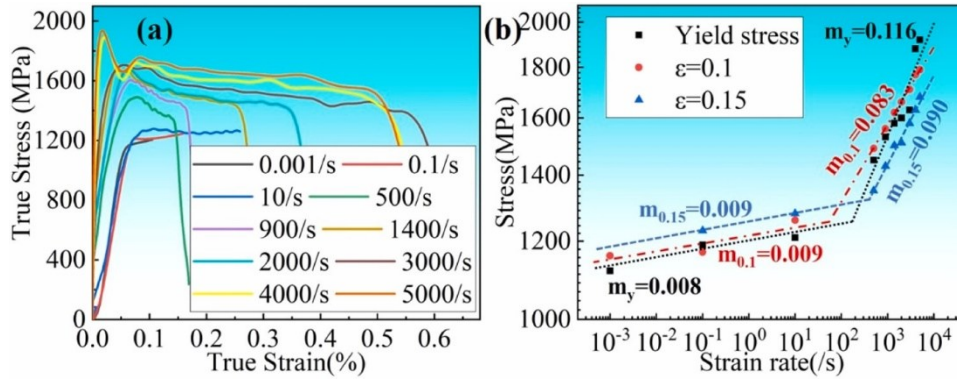 (a)
True Stress (MPa)
2000
1600
1200
800
400
0
0.001/s 0.1/s
10/s 500/s
900/s 1400/s
2000/s 3000/s
4000/s 5000/s
0.0 0.1 0.2 0.3 0.4 0.5 0.6
True Strain(%)
(b)
Stress(MPa)
2000
1800
1600
1400
1200
1000
Yield stress
ε=0.1
ε=0.15
m_y=0.116
m_0.1=0.083
m_0.15=0.090
m_0.15=0.009
m_0.1=0.009
m_y=0.008
10^-3 10^-2 10^-1 10^0 10^1 10^2 10^3 10^4
Strain rate(/s)